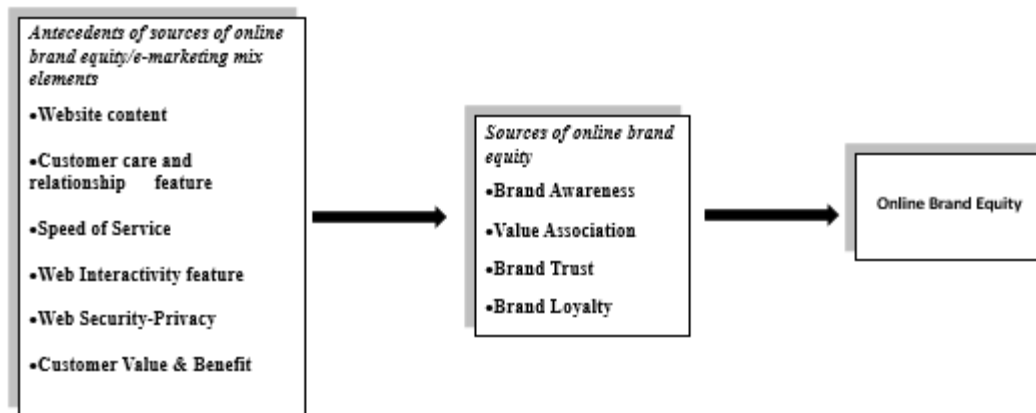 Antecedents of sources of online
brand equity/e-marketing mix
elements
•Website content
•Customer care and
relationship feature
•Speed of Service
•Web Interactivity feature
•Web Security-Privacy
•Customer Value & Benefit
Sources of online brand
equity
•Brand Awareness
•Value Association
•Brand Trust
•Brand Loyalty
Online Brand Equity